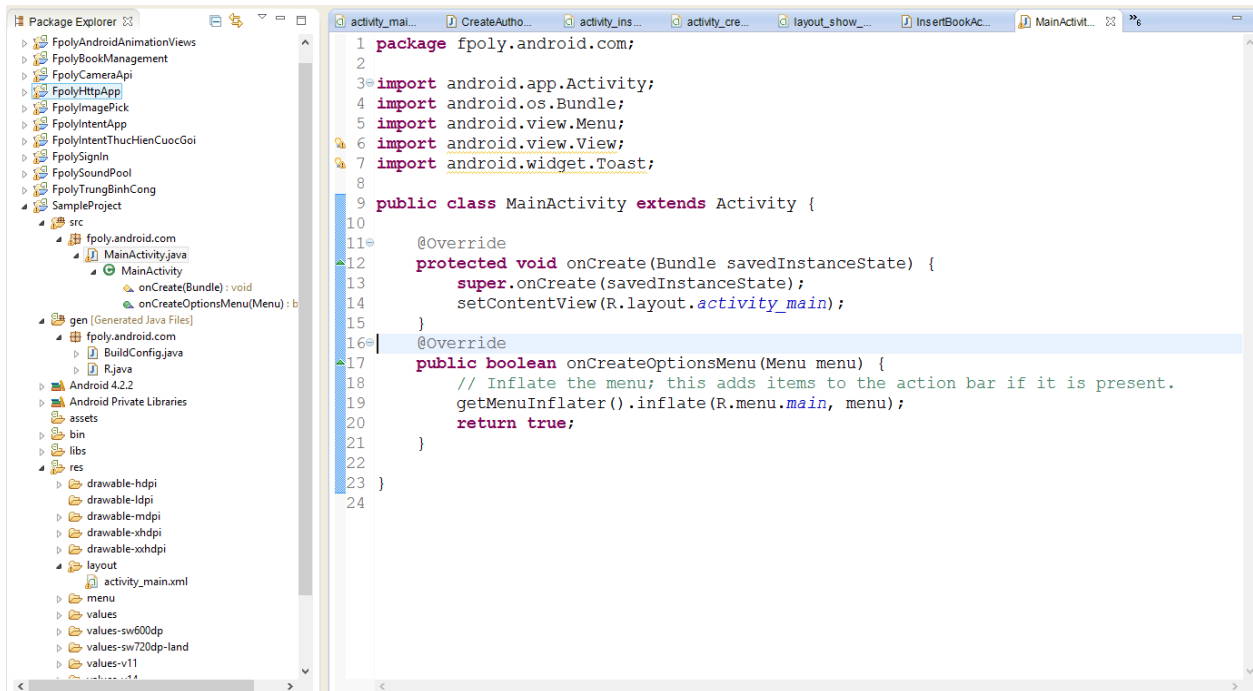 Package Explorer
FpolyAndroidAnimationViews
FpolyBookManagement
FpolyCameraApi
FpolyHttpApp
FpolyImagePick
FpolyIntentApp
FpolyIntentThucHienCuocGoi
FpolySignIn
FpolySoundPool
FpolyTrungBinhCong
SampleProject
src
fpoly.android.com
MainActivity.java
MainActivity
onCreate(Bundle) : void
onCreateOptionsMenu(Menu) : b
gen [Generated Java Files]
fpoly.android.com
BuildConfig.java
R.java
Android 4.2.2
Android Private Libraries
assets
bin
libs
res
drawable-hdpi
drawable-ldpi
drawable-mdpi
drawable-xhdpi
drawable-xxhdpi
layout
activity_main.xml
menu
values
values-sw600dp
values-sw720dp-land
values-v11
activity_mai... CreateAutho... activity_ins... activity_cre... layout_show_... InsertBookAc... MainActivit... »6
1 package fpoly.android.com;
2
3 import android.app.Activity;
4 import android.os.Bundle;
5 import android.view.Menu;
6 import android.view.View;
7 import android.widget.Toast;
8
9 public class MainActivity extends Activity {
10
11 @Override
12 protected void onCreate(Bundle savedInstanceState) {
13 super.onCreate(savedInstanceState);
14 setContentView(R.layout.activity_main);
15 }
16 @Override
17 public boolean onCreateOptionsMenu(Menu menu) {
18 // Inflate the menu; this adds items to the action bar if it is present.
19 getMenuInflater().inflate(R.menu.main, menu);
20 return true;
21 }
22
23 }
24